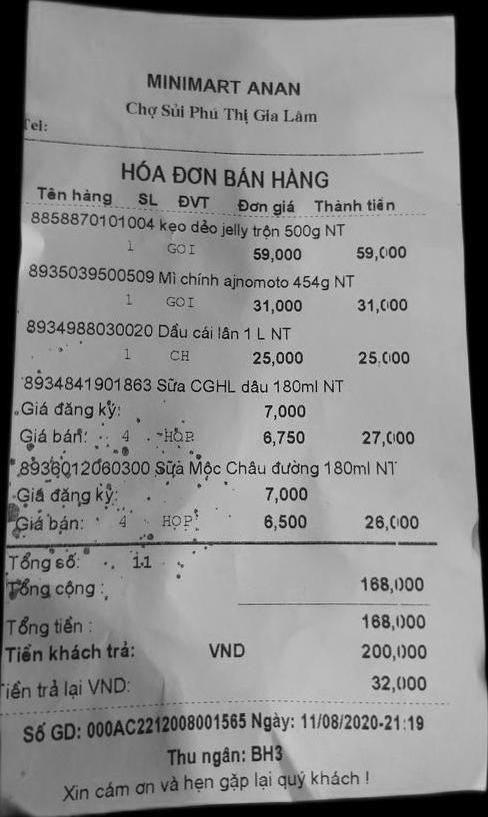 MINIMART ANAN
Chợ Sủi Phú Thị Gia Lâm
Tel:
HÓA ĐƠN BÁN HÀNG
Tên hàng SL ĐVT Đơn giá Thành tiền
8858870101004 kẹo dẻo jelly trộn 500g NT
1 GOI 59,000 59,000
8935039500509 Mì chính ajnomoto 454g NT
1 GOI 31,000 31,000
8934988030020 Dầu cái lân 1 L NT
1 CH 25,000 25,000
8934841901863 Sữa CGHL dâu 180ml NT
Giá đăng ký: 7,000
Giá bán: 4 HOP 6,750 27,000
8936012060300 Sữa Mộc Châu đường 180ml NT
Giá đăng ký: 7,000
Giá bán: 4 HOP 6,500 26,000
Tổng số: 11
Tổng cộng : 168,000
Tổng tiền : 168,000
Tiền khách trả: VND 200,000
Tiền trả lại VND: 32,000
Số GD: 000AC2212008001565 Ngày: 11/08/2020-21:19
Thu ngân: BH3
Xin cám ơn và hẹn gặp lại quý khách !